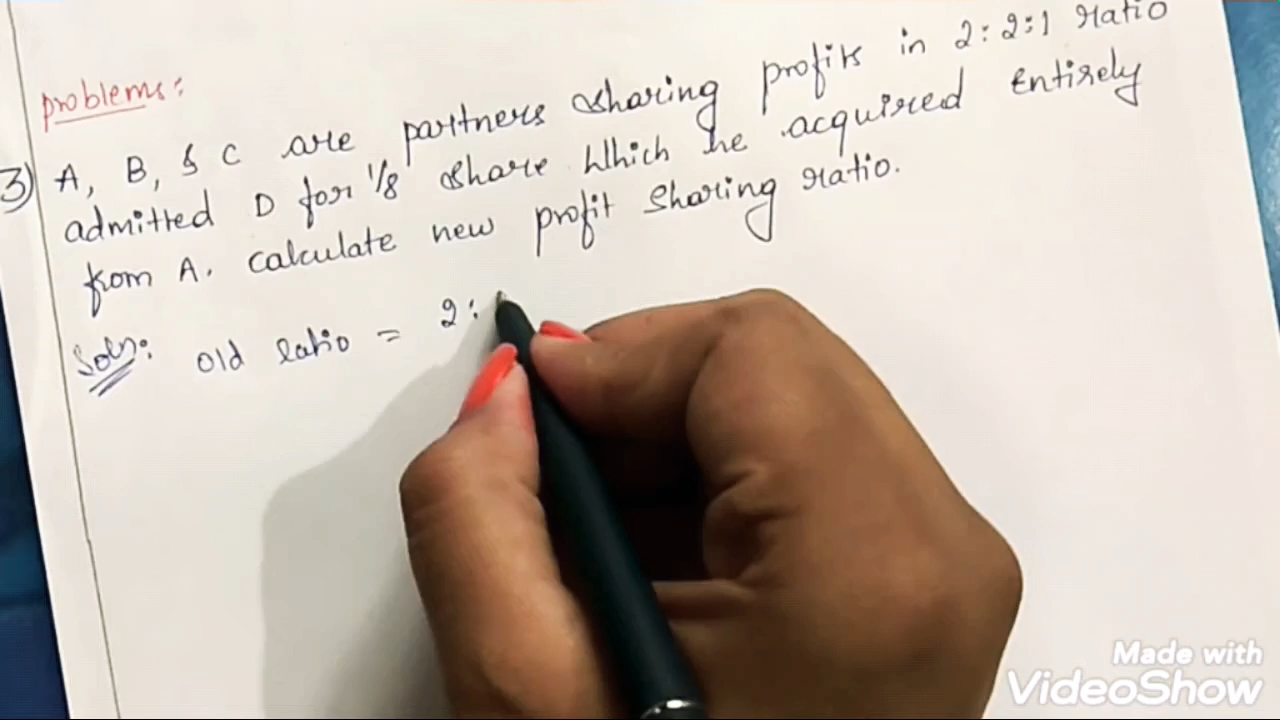 problems:
3) A, B, & C are partners sharing profits in 2:2:1 ratio
admitted D for 1/8 share which he acquired entirely
from A. calculate new profit sharing ratio.
Soln: old ratio = 2:
Made with
VideoShow